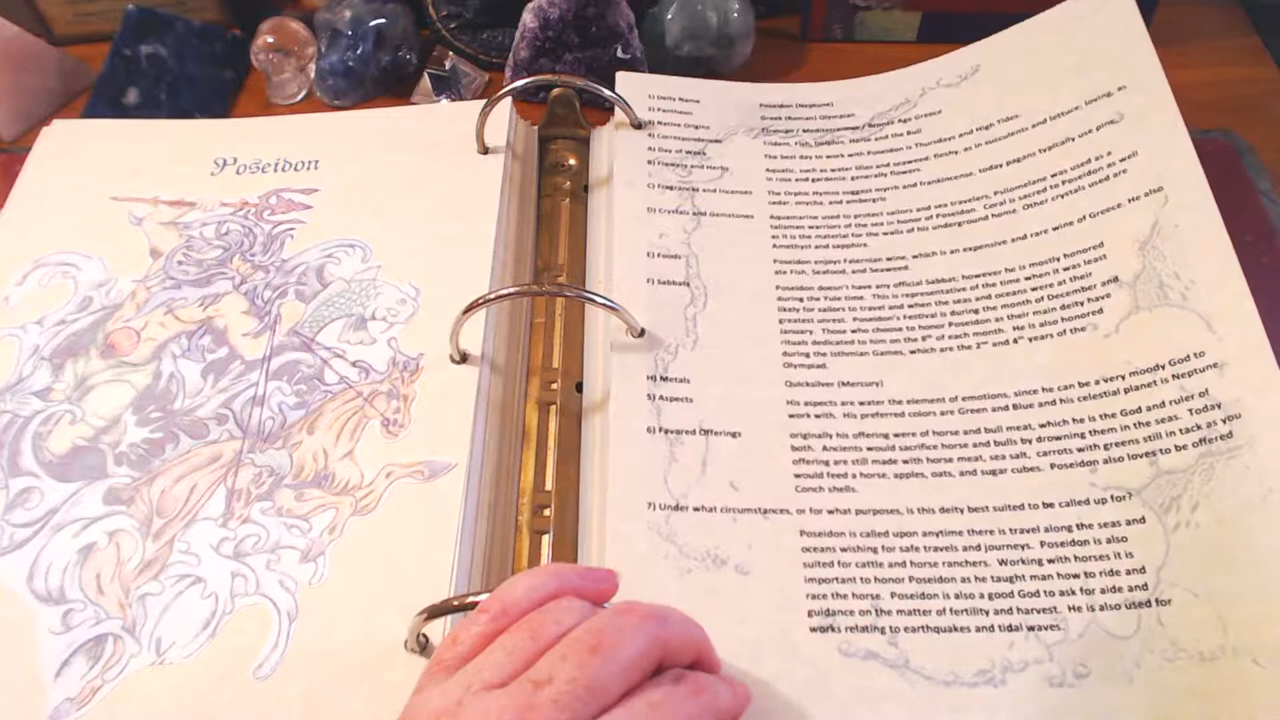 Poseidon
1) Deity Name Poseidon (Neptune)
2) Pantheon Greek (Roman) Olympian
3) Native Origins Etruscan / Mediterranean / Bronze Age Greece
4) Correspondences Trident, Fish, Dolphin, Horse and the Bull
A) Day of Week The best day to work with Poseidon is Thursdays and High Tides.
B) Flowers and Herbs Aquatic, such as water lilies and seaweed; fleshy, as in succulents and lettuce; loving, as
in rose and gardenia; generally flowers.
C) Fragrances and Incenses The Orphic Hymns suggest myrrh and frankincense, today pagans typically use pine,
cedar, onycha, and ambergris
D) Crystals and Gemstones Aquamarine used to protect sailors and sea travelers, Psilomelane was used as a
talisman warriors of the sea in honor of Poseidon. Coral is sacred to Poseidon as well
as it is the material for the walls of his underground home. Other crystals used are
Amethyst and sapphire.
E) Foods Poseidon enjoys Falernian wine, which is an expensive and rare wine of Greece. He also
ate Fish, Seafood, and Seaweed.
F) Sabbats Poseidon doesn't have any official Sabbat; however he is mostly honored
during the Yule time. This is representative of the time when it was least
likely for sailors to travel and when the seas and oceans were at their
greatest unrest. Poseidon's Festival is during the month of December and
January. Those who choose to honor Poseidon as their main deity have
rituals dedicated to him on the 8th of each month. He is also honored
during the Isthmian Games, which are the 2nd and 4th years of the
Olympiad.
H) Metals Quicksilver (Mercury)
5) Aspects His aspects are water the element of emotions, since he can be a very moody God to
work with. His preferred colors are Green and Blue and his celestial planet is Neptune
6) Favored Offerings originally his offering were of horse and bull meat, which he is the God and ruler of
both. Ancients would sacrifice horse and bulls by drowning them in the seas. Today
offering are still made with horse meat, sea salt, carrots with greens still in tack as you
would feed a horse, apples, oats, and sugar cubes. Poseidon also loves to be offered
Conch shells.
7) Under what circumstances, or for what purposes, is this deity best suited to be called up for?
Poseidon is called upon anytime there is travel along the seas and
oceans wishing for safe travels and journeys. Poseidon is also
suited for cattle and horse ranchers. Working with horses it is
important to honor Poseidon as he taught man how to ride and
race the horse. Poseidon is also a good God to ask for aide and
guidance on the matter of fertility and harvest. He is also used for
works relating to earthquakes and tidal waves.